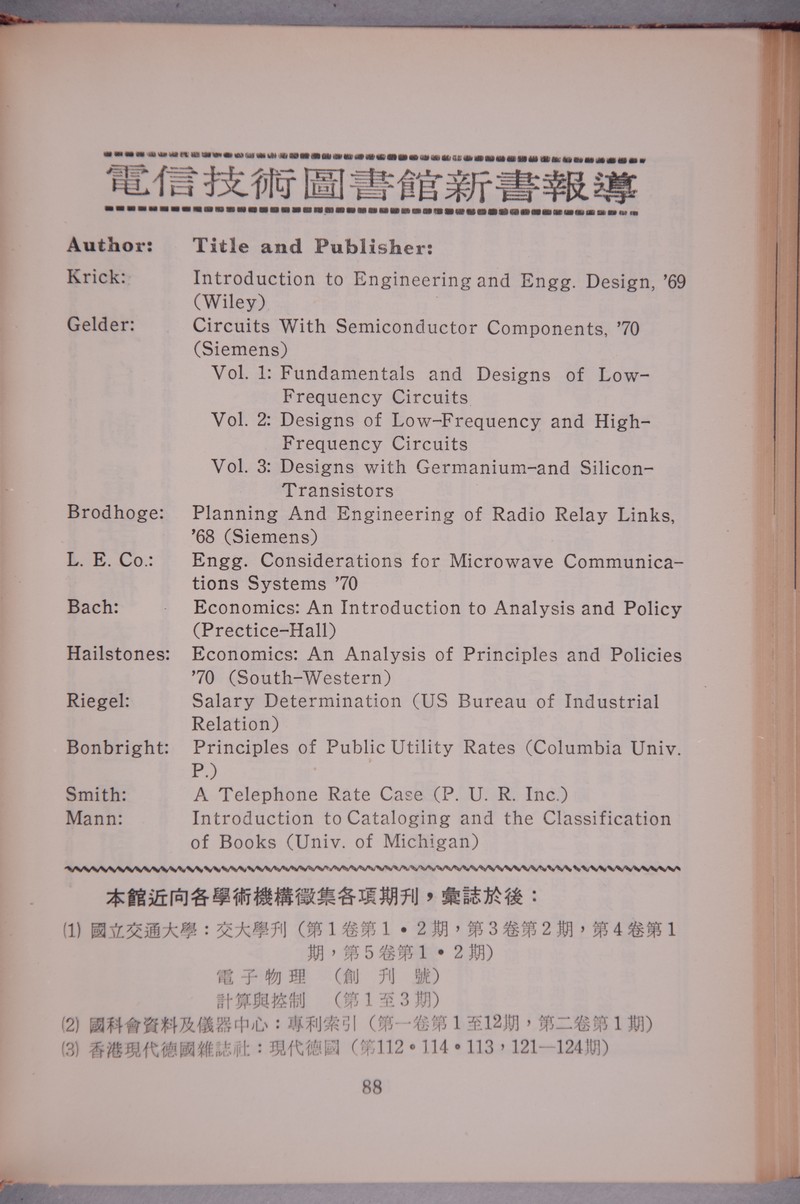 電信技術圖書館新書報導
Author: Title and Publisher:
Krick: Introduction to Engineering and Engg. Design, ’69
(Wiley)
Gelder: Circuits With Semiconductor Components, ’70
(Siemens)
Vol. 1: Fundamentals and Designs of Low-
Frequency Circuits
Vol. 2: Designs of Low-Frequency and High-
Frequency Circuits
Vol. 3: Designs with Germanium-and Silicon-
Transistors
Brodhoge: Planning And Engineering of Radio Relay Links,
’68 (Siemens)
L. E. Co.: Engg. Considerations for Microwave Communica-
tions Systems ’70
Bach: Economics: An Introduction to Analysis and Policy
(Prectice-Hall)
Hailstones: Economics: An Analysis of Principles and Policies
’70 (South-Western)
Riegel: Salary Determination (US Bureau of Industrial
Relation)
Bonbright: Principles of Public Utility Rates (Columbia Univ.
P.)
Smith: A Telephone Rate Case (P. U. R. Inc.)
Mann: Introduction to Cataloging and the Classification
of Books (Univ. of Michigan)
本館近向各學術機構徵集各項期刊，彙誌於後：
(1) 國立交通大學：交大學刊（第1卷第1•2期，第3卷第2期，第4卷第1
期，第5卷第1•2期）
電子物理 （創刊號）
計算與控制 （第1至3期）
(2) 國科會資料及儀器中心：專利索引（第一卷第1至12期，第二卷第1期）
(3) 香港現代德國雜誌社：現代德國（第112•114•113，121—124期）
88